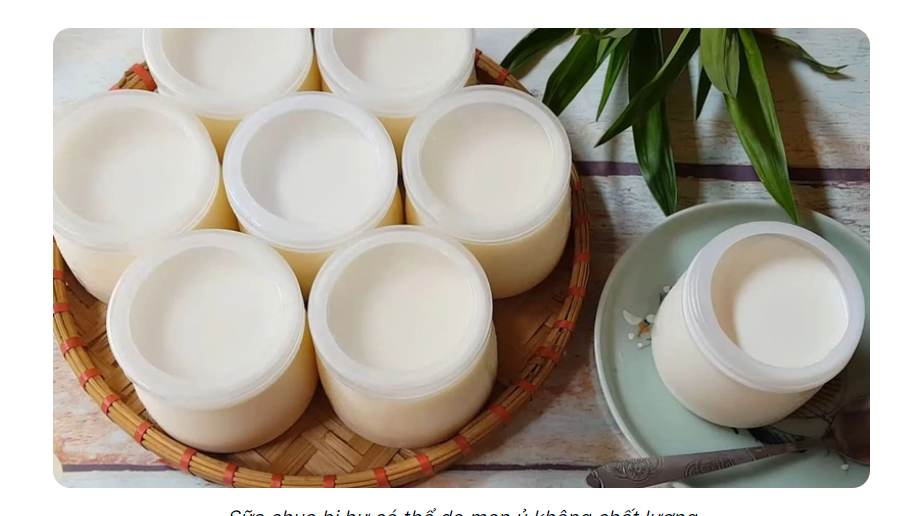 Sữa chua bị hư có thể do men ủ không chất lượng